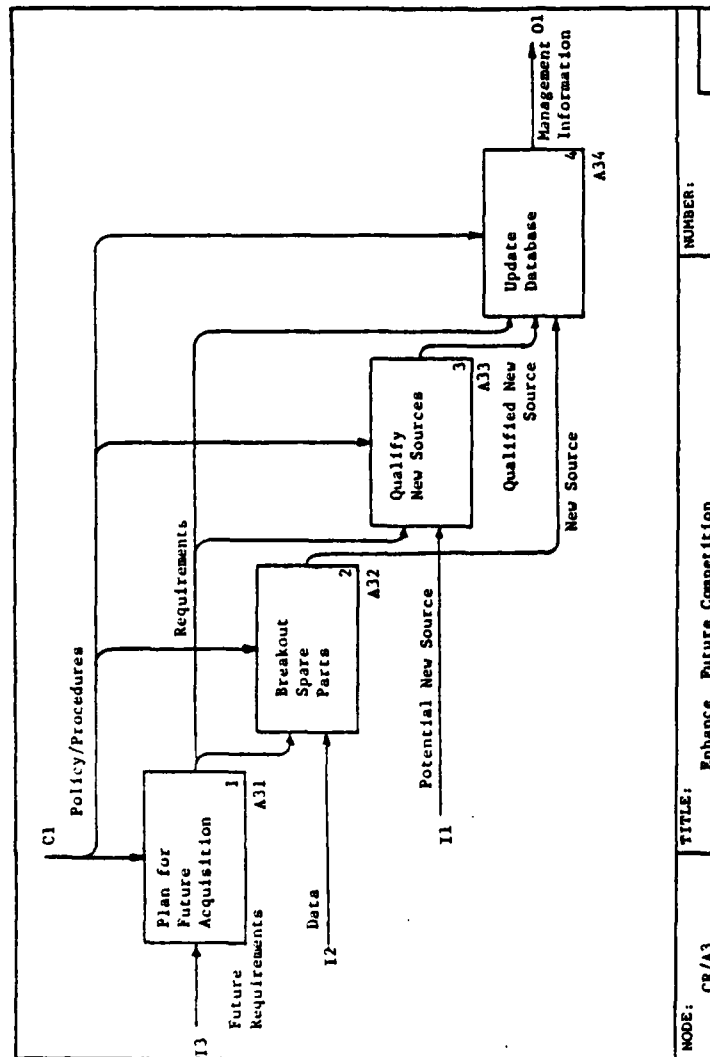 C1
Policy/Procedures
Requirements
I3
Future
Requirements
Plan for
Future
Acquisition
1
A31
I2
Data
Breakout
Spare
Parts
2
A32
I1
Potential New Source
Qualify
New Sources
3
A33
Qualified New
Source
New Source
Update
Database
4
A34
Management
Information
O1
NODE: CR/A3
TITLE: Enhance Future Competition
NUMBER: